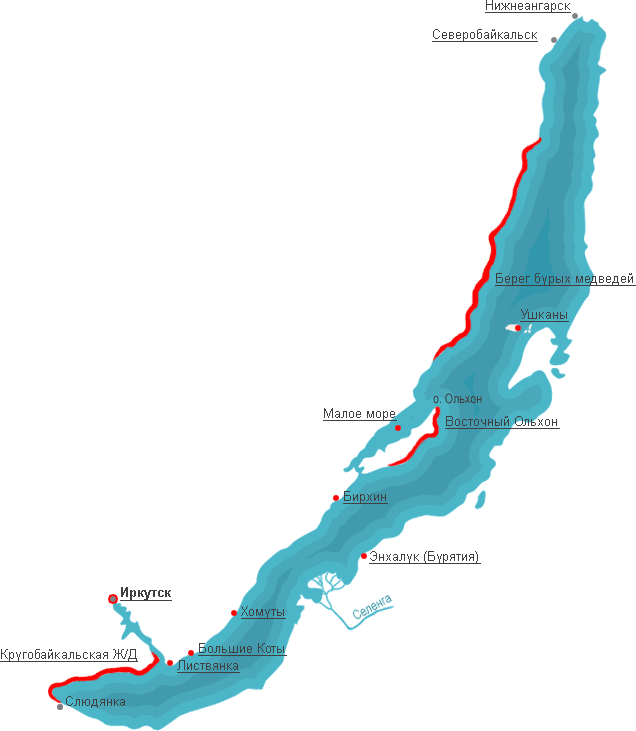 Нижнеангарск
Северобайкальск
Берег бурых медведей
Ушканы
о. Ольхон
Малое море
Восточный Ольхон
Бирхин
Энхалук (Бурятия)
Иркутск
Селенга
Хомуты
Большие Коты
Кругобайкальская Ж/Д
Листвянка
Слюдянка